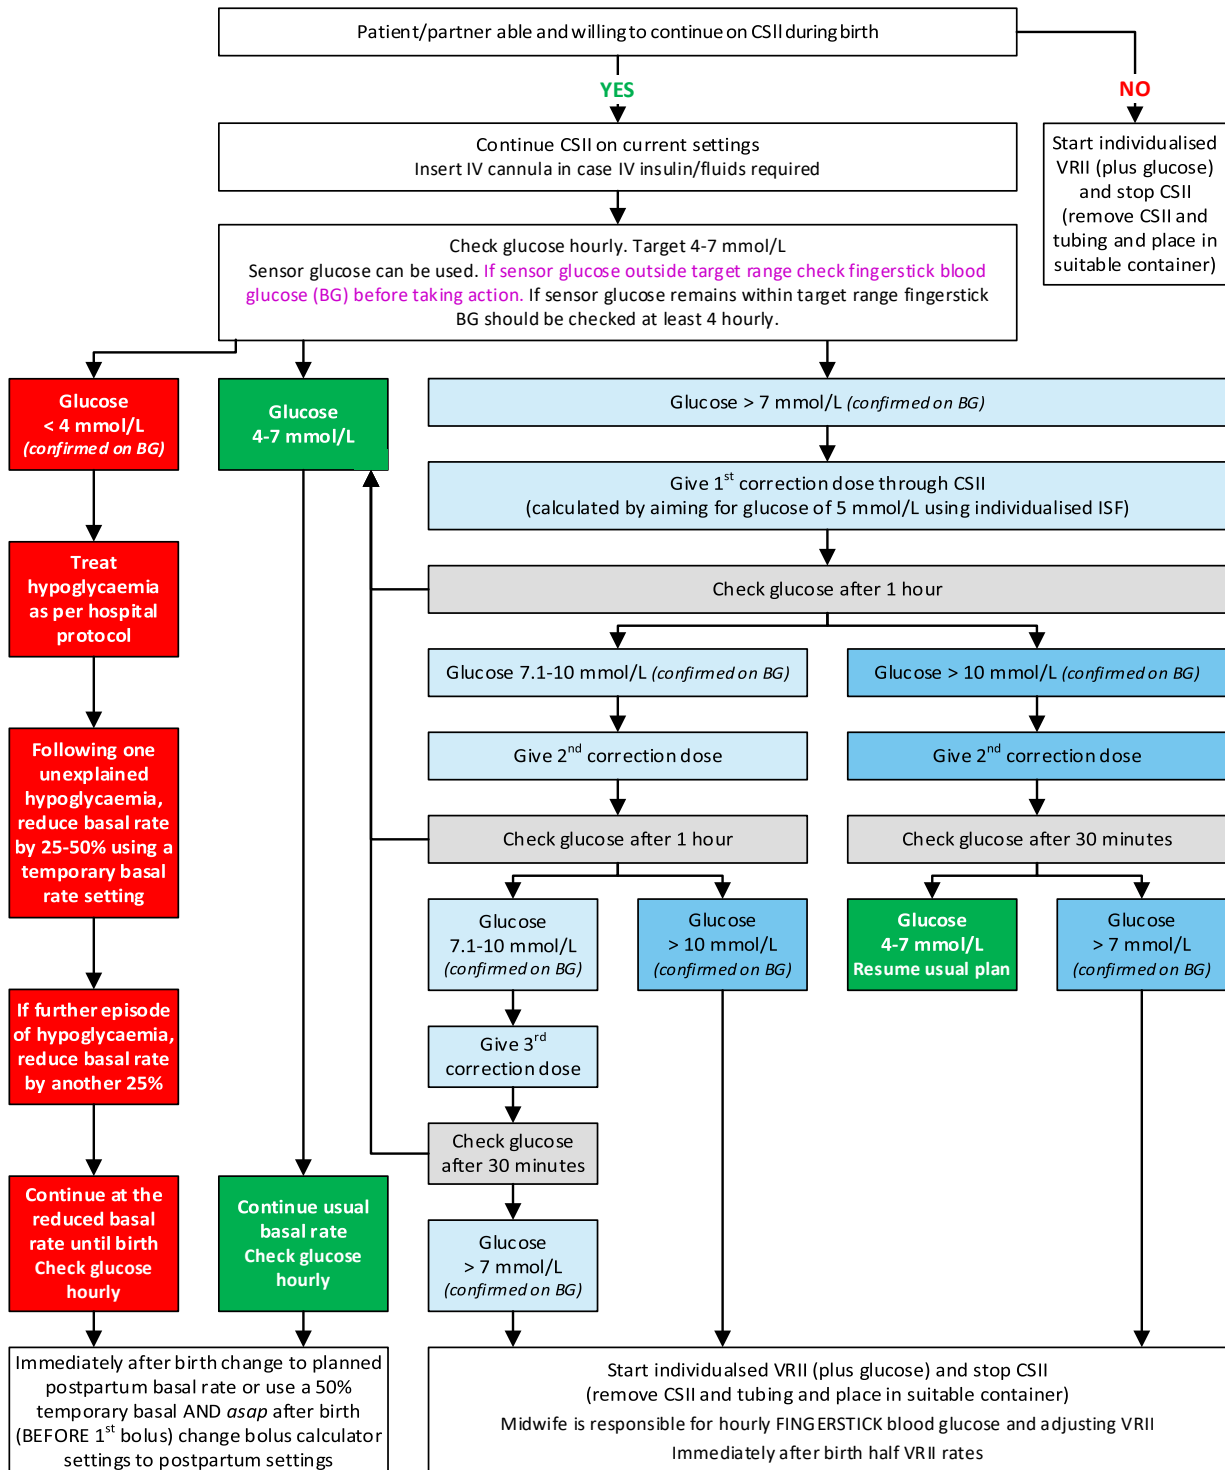 Patient/partner able and willing to continue on CSII during birth
YES
NO
Continue CSII on current settings
Insert IV cannula in case IV insulin/fluids required
Start individualised
VRII (plus glucose)
and stop CSII
(remove CSII and
tubing and place in
suitable container)
Check glucose hourly. Target 4-7 mmol/L
Sensor glucose can be used. If sensor glucose outside target range check fingerstick blood
glucose (BG) before taking action. If sensor glucose remains within target range fingerstick
BG should be checked at least 4 hourly.
Glucose
< 4 mmol/L
(confirmed on BG)
Glucose
4-7 mmol/L
Glucose > 7 mmol/L (confirmed on BG)
Give 1st correction dose through CSII
(calculated by aiming for glucose of 5 mmol/L using individualised ISF)
Treat
hypoglycaemia
as per hospital
protocol
Check glucose after 1 hour
Glucose 7.1-10 mmol/L (confirmed on BG)
Glucose > 10 mmol/L (confirmed on BG)
Following one
unexplained
hypoglycaemia,
reduce basal rate
by 25-50% using a
temporary basal
rate setting
Give 2nd correction dose
Give 2nd correction dose
Check glucose after 1 hour
Check glucose after 30 minutes
Glucose
7.1-10 mmol/L
(confirmed on BG)
Glucose
> 10 mmol/L
(confirmed on BG)
Glucose
4-7 mmol/L
Resume usual plan
Glucose
> 7 mmol/L
(confirmed on BG)
If further episode
of hypoglycaemia,
reduce basal rate
by another 25%
Give 3rd
correction dose
Check glucose
after 30 minutes
Continue at the
reduced basal
rate until birth
Check glucose
hourly
Continue usual
basal rate
Check glucose
hourly
Glucose
> 7 mmol/L
(confirmed on BG)
Immediately after birth change to planned
postpartum basal rate or use a 50%
temporary basal AND asap after birth
(BEFORE 1st bolus) change bolus calculator
settings to postpartum settings
Start individualsed VRII (plus glucose) and stop CSII
(remove CSII and tubing and place in suitable container)
Midwife is responsible for hourly FINGERSTICK blood glucose and adjusting VRII
Immediately after birth half VRII rates